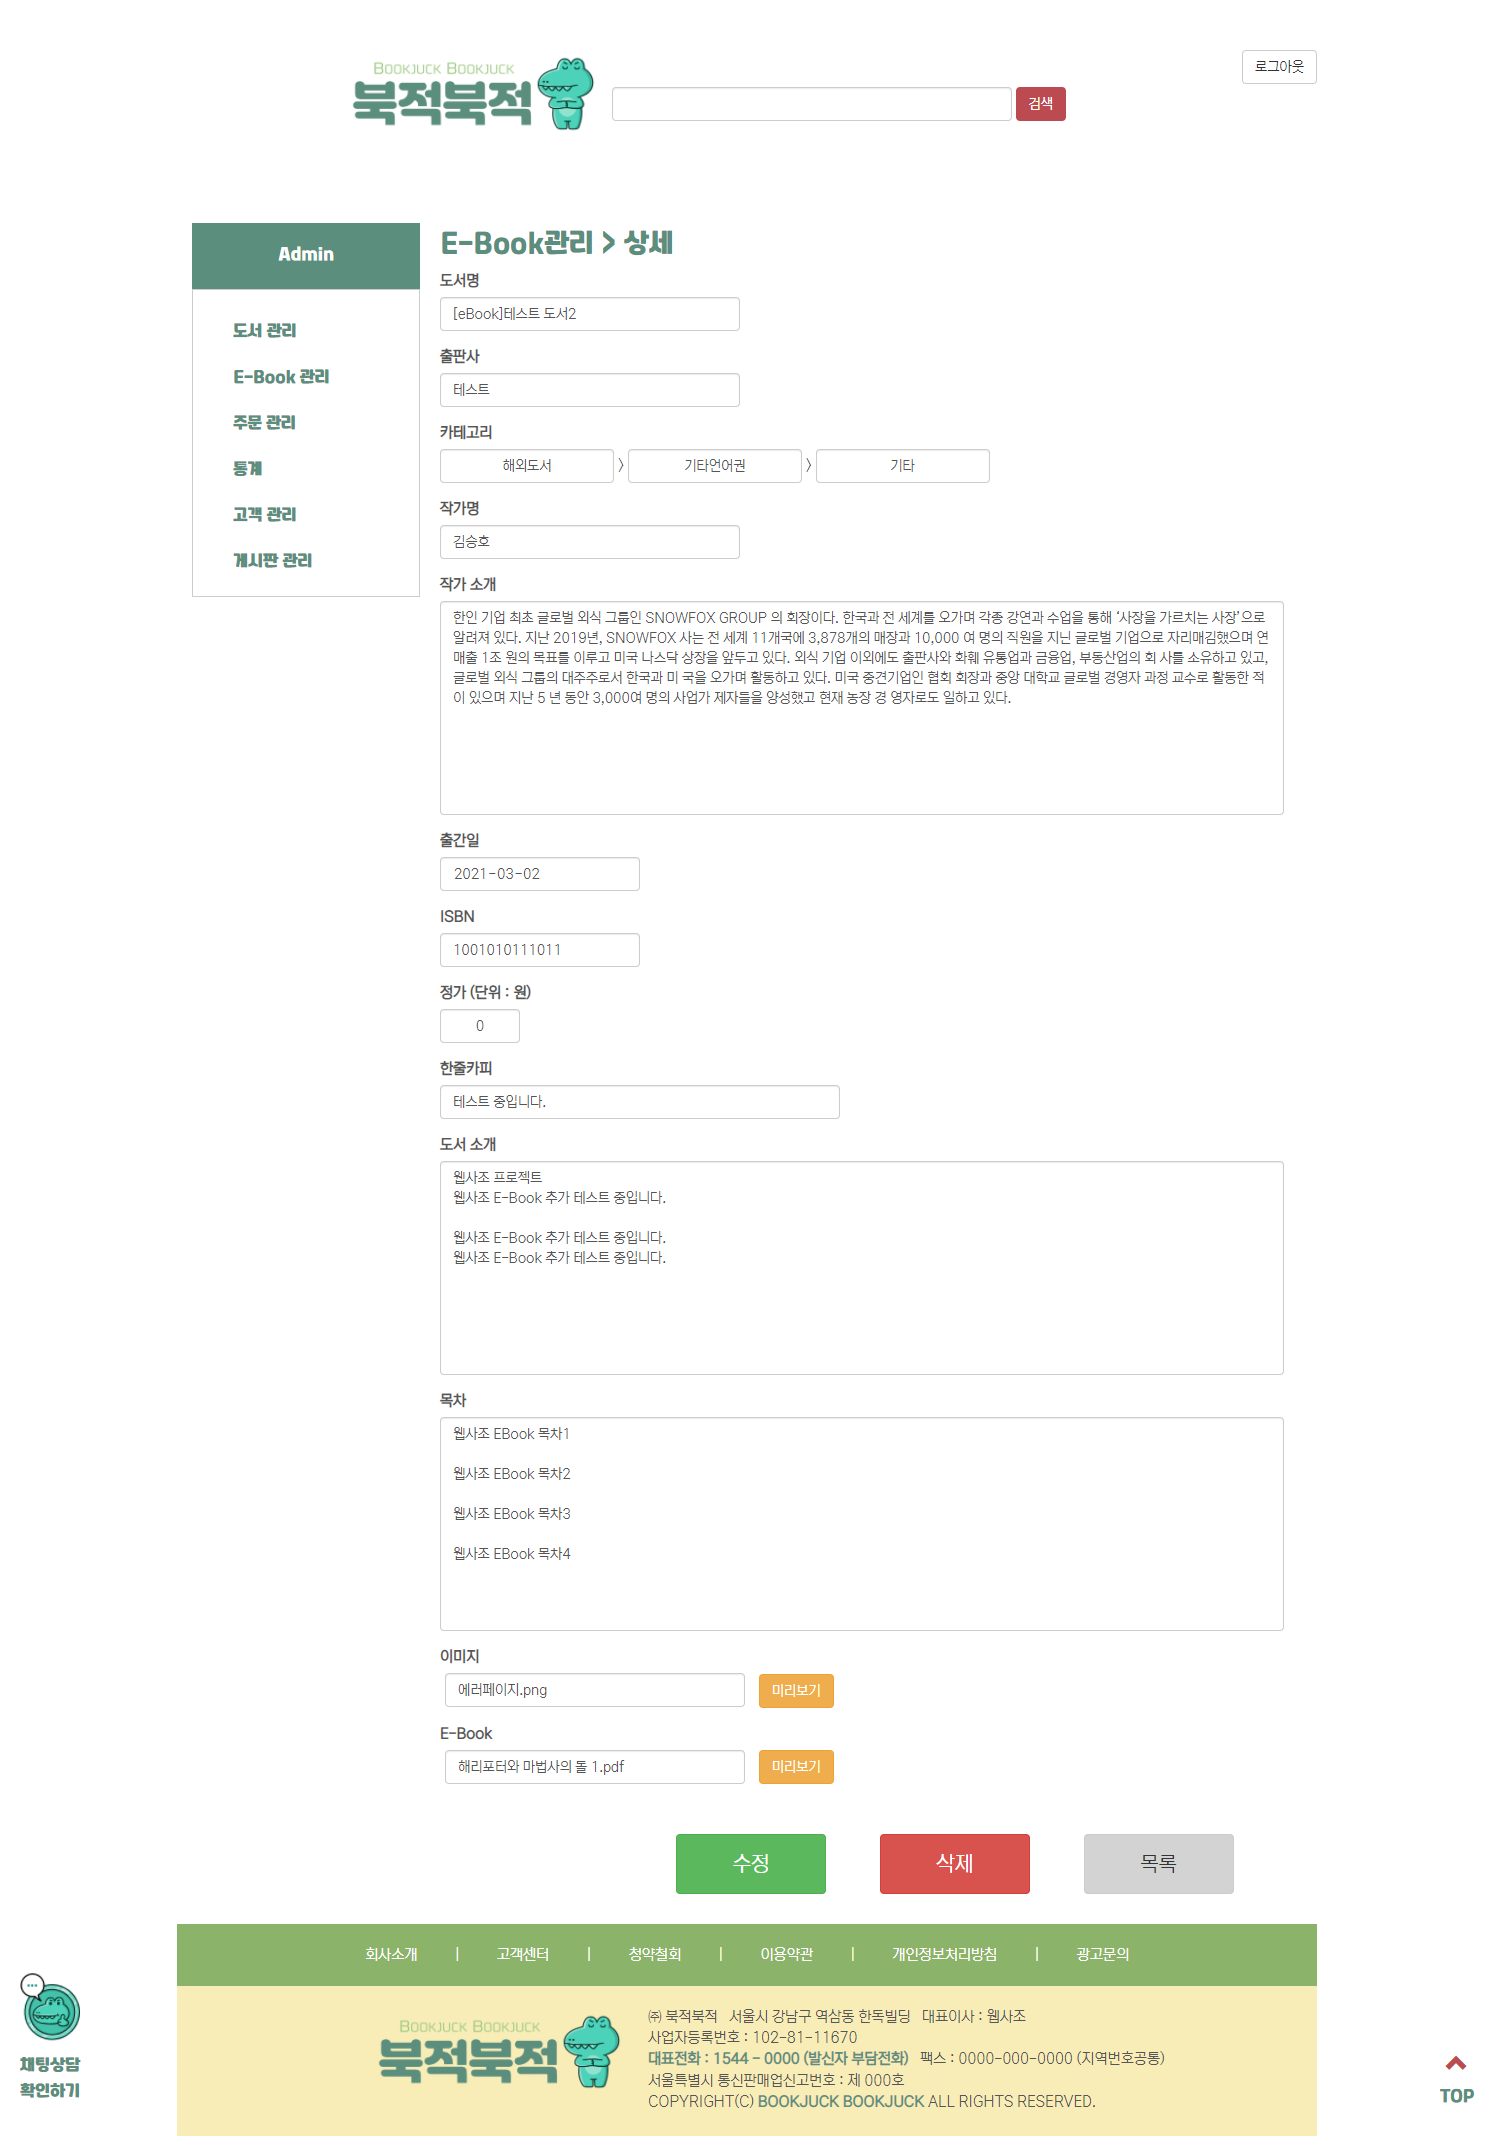 로그아웃
BOOKJUCK BOOKJUCK
북적북적
검색
Admin
도서 관리
E-Book 관리
주문 관리
통계
고객 관리
게시판 관리
E-Book관리 > 상세
도서명
[eBook]테스트 도서2
출판사
테스트
카테고리
해외도서 > 기타언어권 > 기타
작가명
김승호
작가 소개
한인 기업 최초 글로벌 외식 그룹인 SNOWFOX GROUP 의 회장이다. 한국과 전 세계를 오가며 각종 강연과 수업을 통해 ‘사장을 가르치는 사장’으로
알려져 있다. 지난 2019년, SNOWFOX 사는 전 세계 11개국에 3,878개의 매장과 10,000 여 명의 직원을 지닌 글로벌 기업으로 자리매김했으며 연
매출 1조 원의 목표를 이루고 미국 나스닥 상장을 앞두고 있다. 외식 기업 이외에도 출판사와 화훼 유통업과 금융업, 부동산업의 회 사를 소유하고 있고,
글로벌 외식 그룹의 대주주로서 한국과 미 국을 오가며 활동하고 있다. 미국 중견기업인 협회 회장과 중앙 대학교 글로벌 경영자 과정 교수로 활동한 적
이 있으며 지난 5 년 동안 3,000여 명의 사업가 제자들을 양성했고 현재 농장 경 영자로도 일하고 있다.
출간일
2021-03-02
ISBN
1001010111011
정가 (단위 : 원)
0
한줄카피
테스트 중입니다.
도서 소개
웹사조 프로젝트
웹사조 E-Book 추가 테스트 중입니다.
웹사조 E-Book 추가 테스트 중입니다.
웹사조 E-Book 추가 테스트 중입니다.
목차
웹사조 EBook 목차1
웹사조 EBook 목차2
웹사조 EBook 목차3
웹사조 EBook 목차4
이미지
에러페이지.png 미리보기
E-Book
해리포터와 마법사의 돌 1.pdf 미리보기
수정 삭제 목록
회사소개 | 고객센터 | 청약철회 | 이용약관 | 개인정보처리방침 | 광고문의
BOOKJUCK BOOKJUCK
북적북적
㈜ 북적북적 서울시 강남구 역삼동 한독빌딩 대표이사 : 웹사조
사업자등록번호 : 102-81-11670
대표전화 : 1544 - 0000 (발신자 부담전화) 팩스 : 0000-000-0000 (지역번호공통)
서울특별시 통신판매업신고번호 : 제 000호
COPYRIGHT(C) BOOKJUCK BOOKJUCK ALL RIGHTS RESERVED.
채팅상담
확인하기
TOP